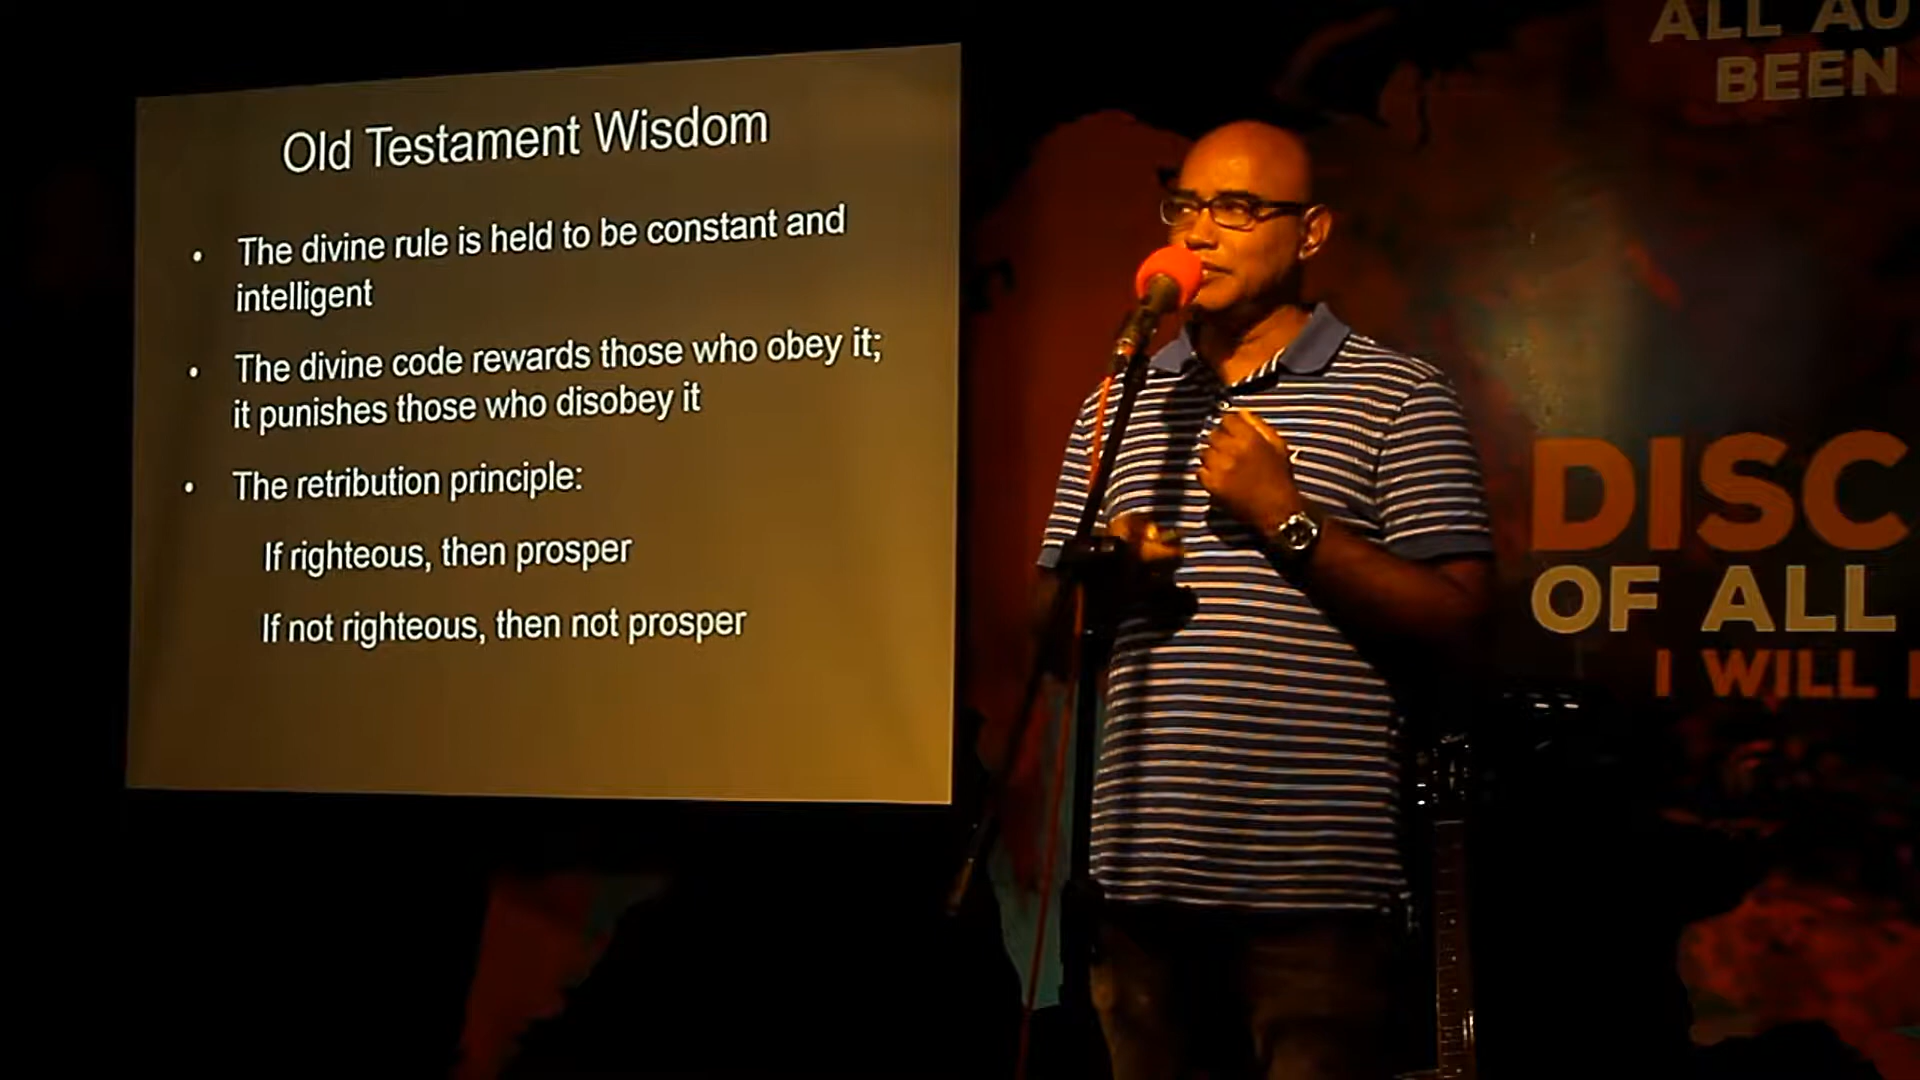 Old Testament Wisdom
• The divine rule is held to be constant and
intelligent
• The divine code rewards those who obey it;
it punishes those who disobey it
• The retribution principle:
If righteous, then prosper
If not righteous, then not prosper
ALL AU
BEEN
DISC
OF ALL
I WILL